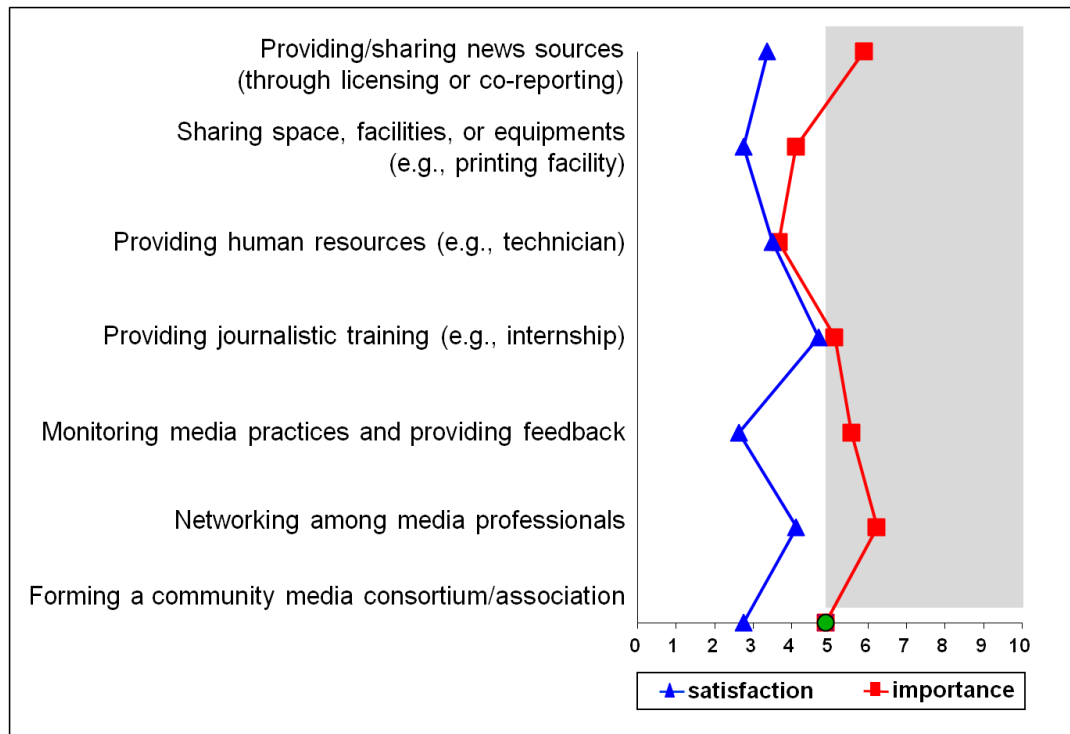 Providing/sharing news sources
(through licensing or co-reporting)
Sharing space, facilities, or equipments
(e.g., printing facility)
Providing human resources (e.g., technician)
Providing journalistic training (e.g., internship)
Monitoring media practices and providing feedback
Networking among media professionals
Forming a community media consortium/association
0 1 2 3 4 5 6 7 8 9 10
satisfaction importance